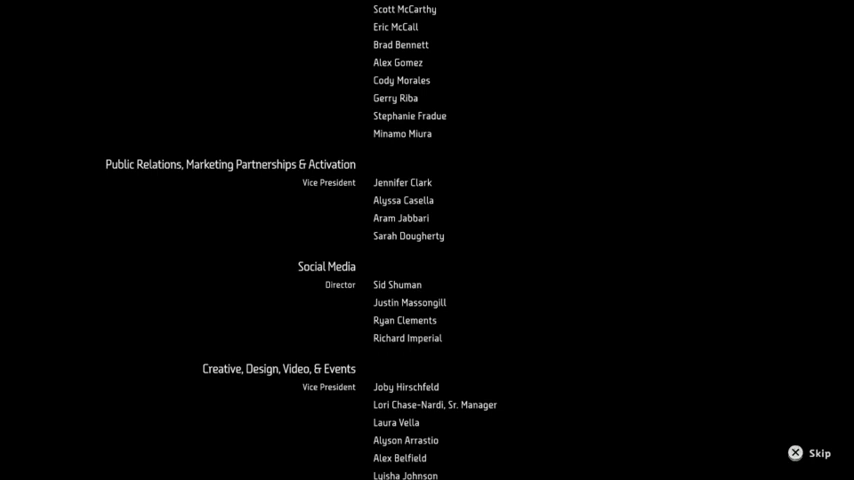 Scott McCarthy
Eric McCall
Brad Bennett
Alex Gomez
Cody Morales
Gerry Riba
Stephanie Fradue
Minamo Miura
Public Relations, Marketing Partnerships & Activation
Vice President Jennifer Clark
Alyssa Casella
Aram Jabbari
Sarah Dougherty
Social Media
Director Sid Shuman
Justin Massongill
Ryan Clements
Richard Imperial
Creative, Design, Video, & Events
Vice President Joby Hirschfeld
Lori Chase-Nardi, Sr. Manager
Laura Vella
Alyson Arrastio
Alex Belfield
Lyisha Johnson
Skip